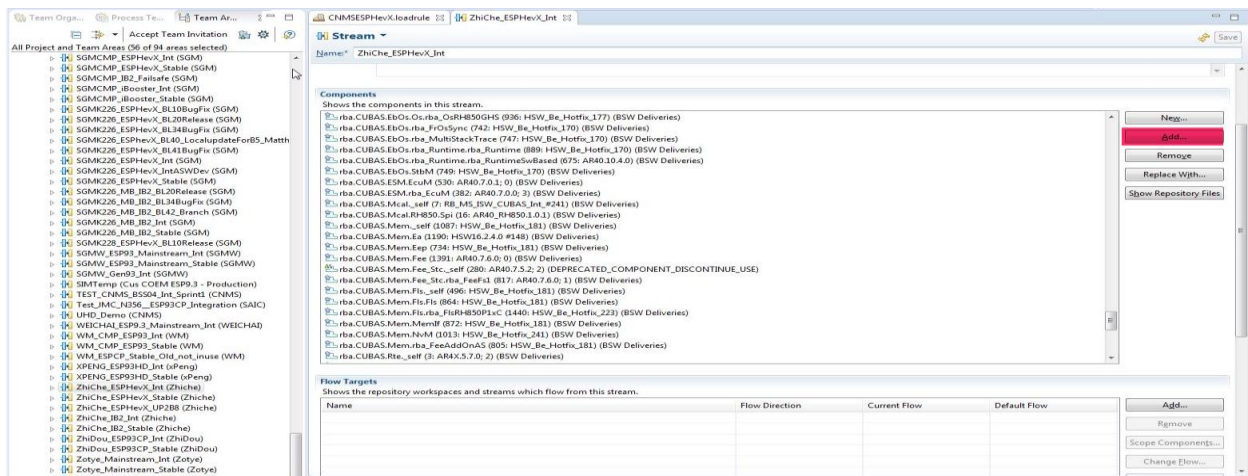 Team Orga... Process Te... Team Ar...
Accept Team Invitation
All Project and Team Areas (56 of 94 areas selected)
SGMCMP_ESPHevX_Int (SGM)
SGMCMP_ESPHevX_Stable (SGM)
SGMCMP_IB2_Failsafe (SGM)
SGMCMP_iBooster_Int (SGM)
SGMCMP_iBooster_Stable (SGM)
SGMK226_ESPHevX_BL10BugFix (SGM)
SGMK226_ESPHevX_BL20Release (SGM)
SGMK226_ESPHevX_BL34BugFix (SGM)
SGMK226_ESPhevX_BL40_LocalupdateForB5_Matth
SGMK226_ESPHevX_BL41BugFix (SGM)
SGMK226_ESPHevX_Int (SGM)
SGMK226_ESPHevX_IntASWDev (SGM)
SGMK226_ESPHevX_Stable (SGM)
SGMK226_MB_IB2_BL20Release (SGM)
SGMK226_MB_IB2_BL34BugFix (SGM)
SGMK226_MB_IB2_BL42_Branch (SGM)
SGMK226_MB_IB2_Int (SGM)
SGMK226_MB_IB2_Stable (SGM)
SGMK228_ESPHevX_BL10Release (SGM)
SGMW_ESP93_Mainstream_Int (SGMW)
SGMW_ESP93_Mainstream_Stable (SGMW)
SGMW_Gen93_Int (SGMW)
SIMTemp (Cus COEM ESP9.3 - Production)
TEST_CNMS_BSS04_Int_Sprint1 (CNMS)
Test_JMC_N356__ESP93CP_Integration (SAIC)
UHD_Demo (CNMS)
WEICHAI_ESP9.3_Mainstream_Int (WEICHAI)
WM_CMP_ESP93_Int (WM)
WM_CMP_ESP93_Stable (WM)
WM_ESPCP_Stable_Old_not_inuse (WM)
XPENG_ESP93HD_Int (xPeng)
XPENG_ESP93HD_Stable (xPeng)
ZhiChe_ESPHevX_Int (Zhiche)
ZhiChe_ESPHevX_Stable (Zhiche)
ZhiChe_ESPHevX_UP2B8 (Zhiche)
ZhiChe_IB2_Int (Zhiche)
ZhiChe_IB2_Stable (Zhiche)
ZhiDou_ESP93CP_Int (ZhiDou)
ZhiDou_ESP93CP_Stable (ZhiDou)
Zotye_Mainstream_Int (Zotye)
Zotye_Mainstream_Stable (Zotye)
CNMSESPHevX.loadrule ZhiChe_ESPHevX_Int
Stream
Save
Name:* ZhiChe_ESPHevX_Int
Components
Shows the components in this stream.
rba.CUBAS.EbOs.Os.rba_OsRH850GHS (936: HSW_Be_Hotfix_177) (BSW Deliveries)
rba.CUBAS.EbOs.rba_FrOsSync (742: HSW_Be_Hotfix_170) (BSW Deliveries)
rba.CUBAS.EbOs.rba_MultiStackTrace (747: HSW_Be_Hotfix_170) (BSW Deliveries)
rba.CUBAS.EbOs.rba_Runtime.rba_Runtime (889: HSW_Be_Hotfix_170) (BSW Deliveries)
rba.CUBAS.EbOs.rba_Runtime.rba_RuntimeSwBased (675: AR40.10.4.0) (BSW Deliveries)
rba.CUBAS.EbOs.StbM (749: HSW_Be_Hotfix_170) (BSW Deliveries)
rba.CUBAS.ESM.EcuM (530: AR40.7.0.1; 0) (BSW Deliveries)
rba.CUBAS.ESM.rba_EcuM (382: AR40.7.0.0; 3) (BSW Deliveries)
rba.CUBAS.Mcal._self (7: RB_MS_ISW_CUBAS_Int_#241) (BSW Deliveries)
rba.CUBAS.Mcal.RH850.Spi (16: AR40_RH850.1.0.1) (BSW Deliveries)
rba.CUBAS.Mem._self (1087: HSW_Be_Hotfix_181) (BSW Deliveries)
rba.CUBAS.Mem.Ea (1190: HSW16.2.4.0 #148) (BSW Deliveries)
rba.CUBAS.Mem.Eep (734: HSW_Be_Hotfix_181) (BSW Deliveries)
rba.CUBAS.Mem.Fee (1391: AR40.7.6.0; 0) (BSW Deliveries)
rba.CUBAS.Mem.Fee_Stc._self (280: AR40.7.5.2; 2) (DEPRECATED_COMPONENT_DISCONTINUE_USE)
rba.CUBAS.Mem.Fee_Stc.rba_FeeFs1 (817: AR40.7.6.0; 1) (BSW Deliveries)
rba.CUBAS.Mem.Fls._self (496: HSW_Be_Hotfix_181) (BSW Deliveries)
rba.CUBAS.Mem.Fls.Fls (864: HSW_Be_Hotfix_181) (BSW Deliveries)
rba.CUBAS.Mem.Fls.rba_FlsRH850P1xC (1440: HSW_Be_Hotfix_223) (BSW Deliveries)
rba.CUBAS.Mem.MemIf (872: HSW_Be_Hotfix_181) (BSW Deliveries)
rba.CUBAS.Mem.NvM (1013: HSW_Be_Hotfix_241) (BSW Deliveries)
rba.CUBAS.Mem.rba_FeeAddOnAS (805: HSW_Be_Hotfix_181) (BSW Deliveries)
rba.CUBAS.Rte._self (3: AR4X.5.7.0; 2) (BSW Deliveries)
New...
Add...
Remove
Replace With...
Show Repository Files
Flow Targets
Shows the repository workspaces and streams which flow from this stream.
Name Flow Direction Current Flow Default Flow
Add...
Remove
Scope Components...
Change Flow...